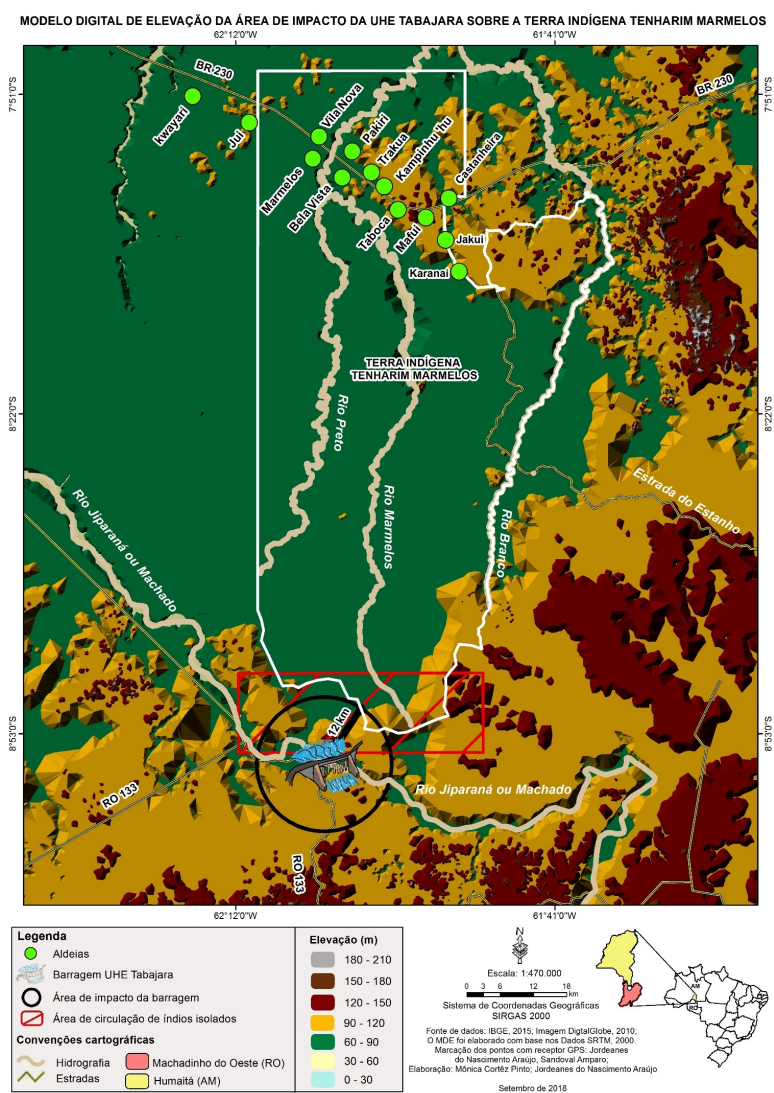 MODELO DIGITAL DE ELEVAÇÃO DA ÁREA DE IMPACTO DA UHE TABAJARA SOBRE A TERRA INDÍGENA TENHARIM MARMELOS
62°12'0"W
61°41'0"W
7°51'0"S
7°51'0"S
BR 230
BR 230
Kwayari
Jui
Vila Nova
Pakiri
Trakua
Kampinhu 'hu
Castanheira
Marmelos
Bela Vista
Taboca
Mafui
Jakui
Karanai
TERRA INDÍGENA
TENHARIM MARMELOS
8°22'0"S
8°22'0"S
Rio Preto
Rio Marmelos
Rio Branco
Estrada do Estanho
Rio Jiparaná ou Machado
12 km
8°53'0"S
8°53'0"S
Rio Jiparaná ou Machado
RO 133
RO 133
62°12'0"W
61°41'0"W
Legenda
Aldeias
Barragem UHE Tabajara
Área de impacto da barragem
Área de circulação de índios isolados
Convenções cartográficas
Hidrografia
Estradas
Machadinho do Oeste (RO)
Humaitá (AM)
Elevação (m)
180 - 210
150 - 180
120 - 150
90 - 120
60 - 90
30 - 60
0 - 30
N
Escala: 1:470.000
0 3 6 12 18
km
Sistema de Coordenadas Geográficas
SIRGAS 2000
Fonte de dados: IBGE, 2015; Imagem DigtalGlobe, 2010;
O MDE foi elaborado com base nos Dados SRTM, 2000.
Marcação dos pontos com receptor GPS: Jordeanes
do Nascimento Araújo, Sandoval Amparo;
Elaboração: Mônica Cortêz Pinto; Jordeanes do Nascimento Araújo
Setembro de 2018
AM
RO